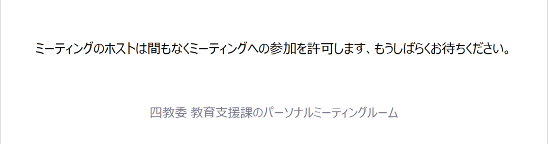 ミーティングのホストは間もなくミーティングへの参加を許可します、もうしばらくお待ちください。
四教委 教育支援課のパーソナルミーティングルーム